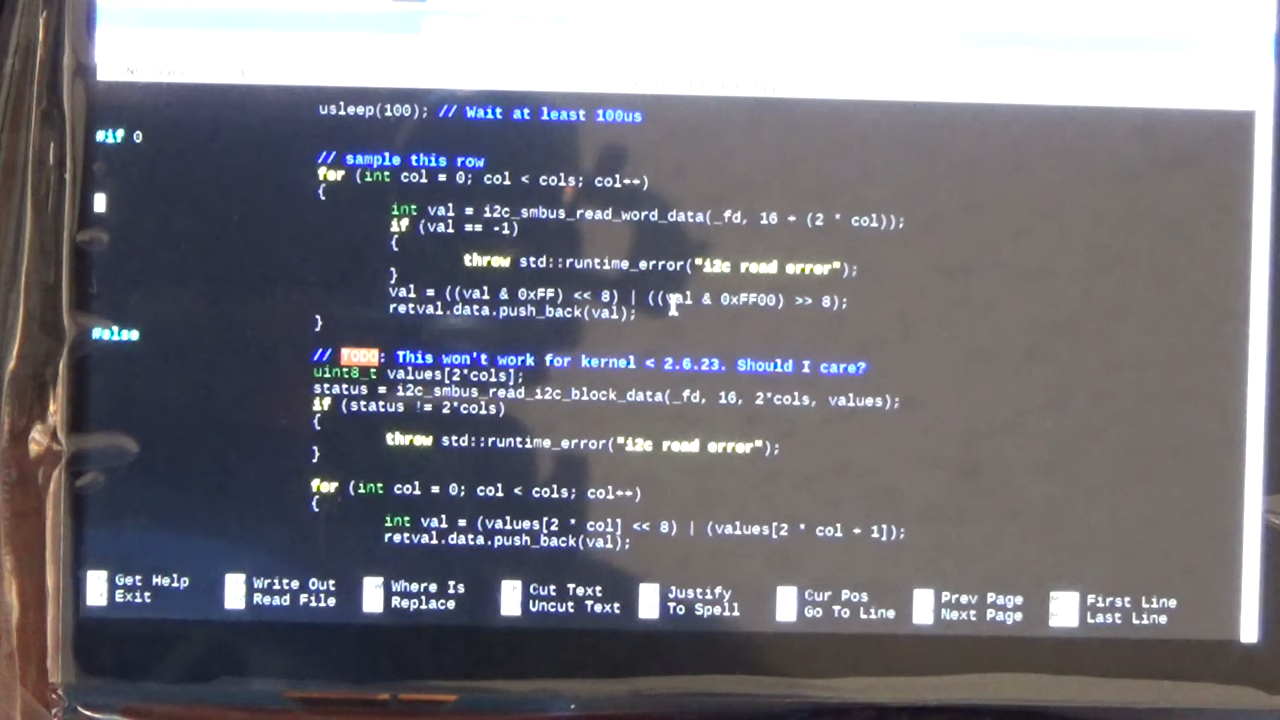 usleep(100); // Wait at least 100us
#if 0
// sample this row
for (int col = 0; col < cols; col++)
{
int val = i2c_smbus_read_word_data(_fd, 16 + (2 * col));
if (val == -1)
{
throw std::runtime_error("i2c read error");
}
val = ((val & 0xFF) << 8) | ((val & 0xFF00) >> 8);
retval.data.push_back(val);
}
#else
// TODO: This won't work for kernel < 2.6.23. Should I care?
uint8_t values[2*cols];
status = i2c_smbus_read_i2c_block_data(_fd, 16, 2*cols, values);
if (status != 2*cols)
{
throw std::runtime_error("i2c read error");
}
for (int col = 0; col < cols; col++)
{
int val = (values[2 * col] << 8) | (values[2 * col + 1]);
retval.data.push_back(val);
Get Help Write Out Where Is Cut Text Justify Cur Pos Prev Page First Line
Exit Read File Replace Uncut Text To Spell Go To Line Next Page Last Line